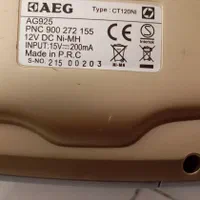 AEG Type : CT120NI
AG925
PNC 900 272 155
12V DC Ni-MH
INPUT:15V⎓200mA
Made in P.R.C
S-NO. 215 00203